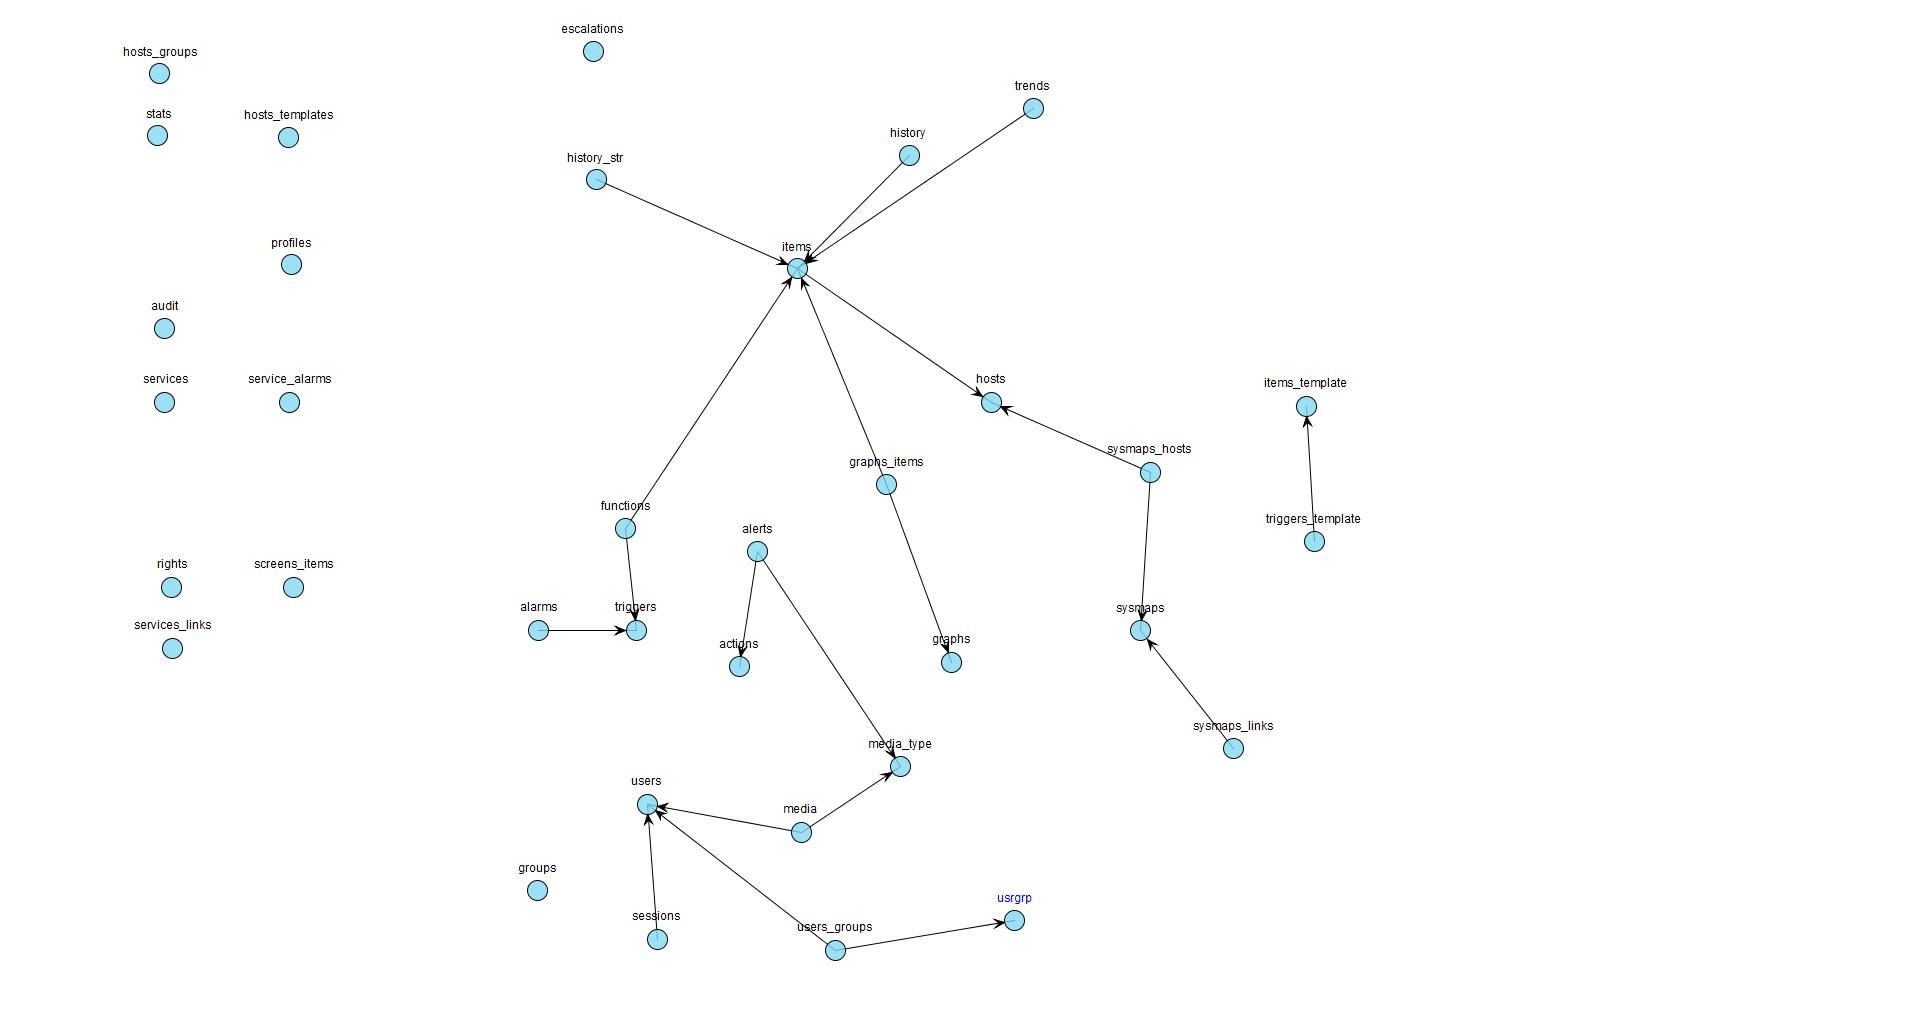 escalations
hosts_groups
trends
stats
hosts_templates
history
history_str
profiles
items
audit
services
service_alarms
hosts
items_template
sysmaps_hosts
graphs_items
functions
triggers_template
alerts
rights
screens_items
alarms
triggers
sysmaps
services_links
actions
graphs
sysmaps_links
media_type
users
media
groups
usrgrp
sessions
users_groups